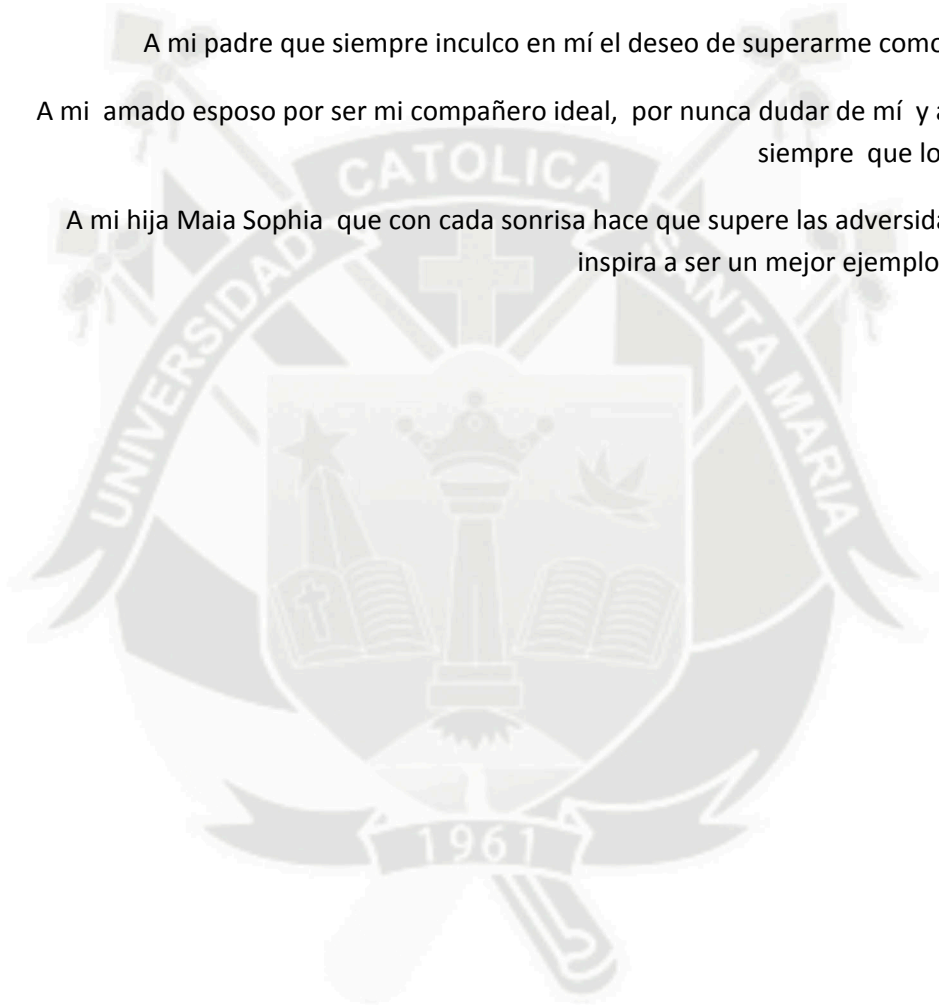 A mi padre que siempre inculco en mí el deseo de superarme como
A mi amado esposo por ser mi compañero ideal, por nunca dudar de mí y a
siempre que lo
A mi hija Maia Sophia que con cada sonrisa hace que supere las adversida
inspira a ser un mejor ejemplo
UNIVERSIDAD CATOLICA SANTA MARIA
1961